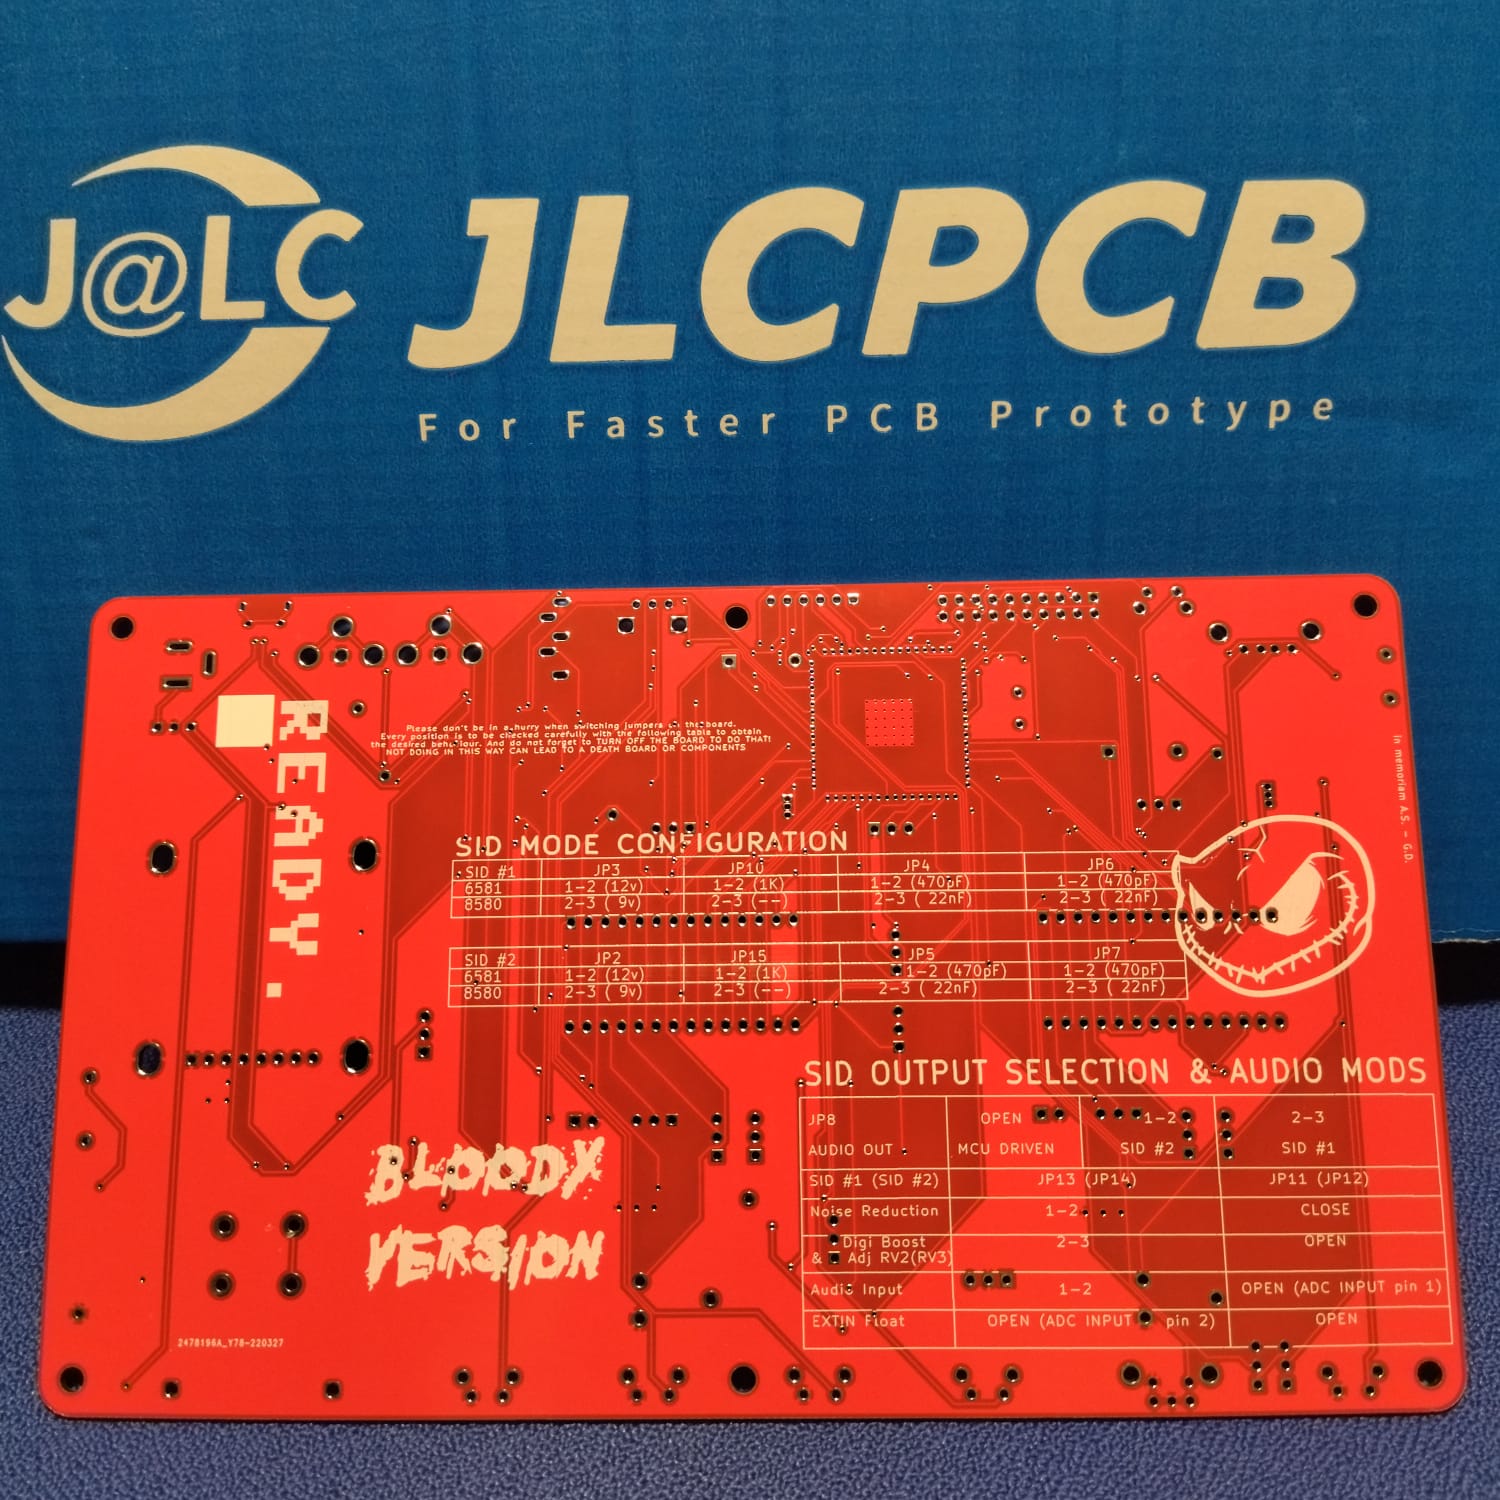 J@LC
JLCPCB
For Faster PCB Prototype
READY.
Please don't be in a hurry when switching jumpers on the board.
Every position is to be checked carefully with the following table to obtain
the desired behaviour. And do not forget to TURN OFF THE BOARD TO DO THAT!
NOT DOING IN THIS WAY CAN LEAD TO A DEATH BOARD OR COMPONENTS
in memoriam A.S. - G.D.
SID MODE CONFIGURATION
SID #1 JP3 JP10 JP4 JP6
6581 1-2 (12v) 1-2 (1K) 1-2 (470pF) 1-2 (470pF)
8580 2-3 ( 9v) 2-3 (--) 2-3 ( 22nF) 2-3 ( 22nF)
SID #2 JP2 JP15 JP5 JP7
6581 1-2 (12v) 1-2 (1K) 1-2 (470pF) 1-2 (470pF)
8580 2-3 ( 9v) 2-3 (--) 2-3 ( 22nF) 2-3 ( 22nF)
SID OUTPUT SELECTION & AUDIO MODS
JP8 OPEN 1-2 2-3
AUDIO OUT MCU DRIVEN SID #2 SID #1
SID #1 (SID #2) JP13 (JP14) JP11 (JP12)
Noise Reduction 1-2 CLOSE
Digi Boost 2-3 OPEN
& Adj RV2(RV3)
Audio Input 1-2 OPEN (ADC INPUT pin 1)
EXTIN Float OPEN (ADC INPUT pin 2) OPEN
BLOODY
VERSION
2478196A_Y78-220327